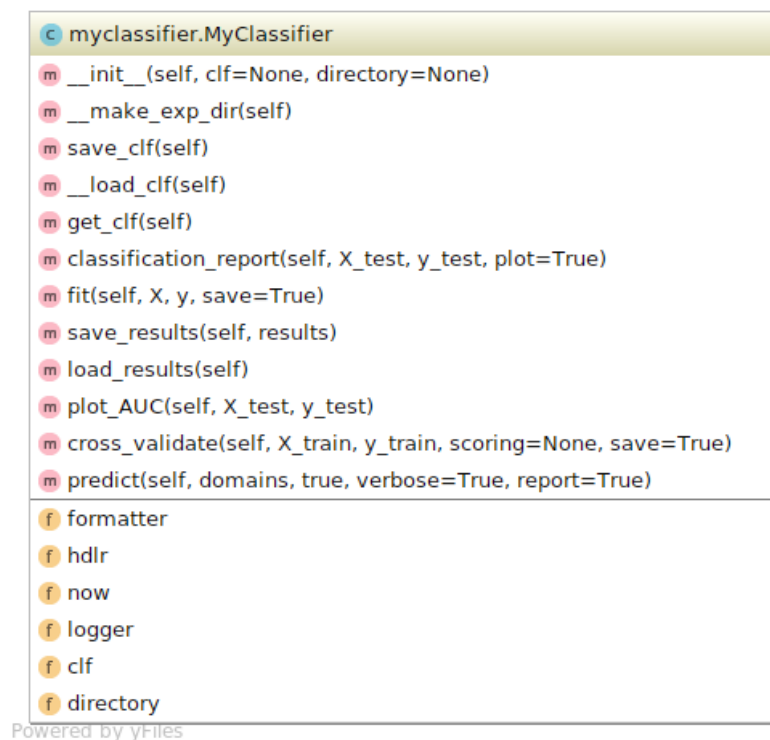 c myclassifier.MyClassifier
m __init__(self, clf=None, directory=None)
m __make_exp_dir(self)
m save_clf(self)
m __load_clf(self)
m get_clf(self)
m classification_report(self, X_test, y_test, plot=True)
m fit(self, X, y, save=True)
m save_results(self, results)
m load_results(self)
m plot_AUC(self, X_test, y_test)
m cross_validate(self, X_train, y_train, scoring=None, save=True)
m predict(self, domains, true, verbose=True, report=True)
f formatter
f hdlr
f now
f logger
f clf
f directory
Powered by yFiles